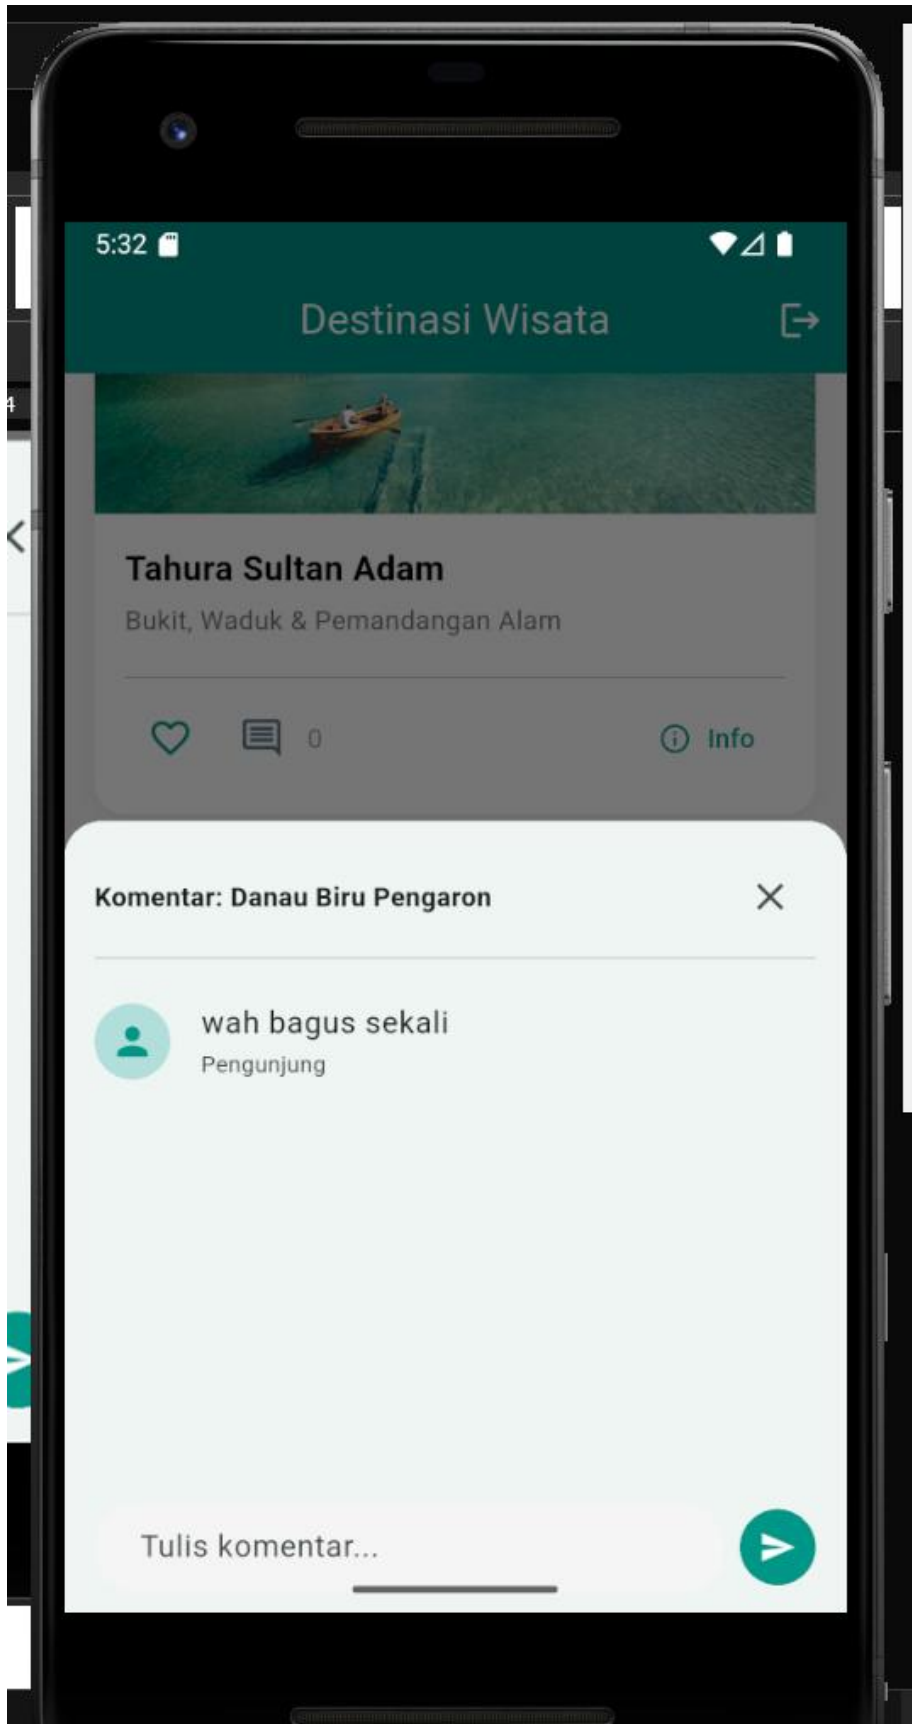 4
5:32
Destinasi Wisata
Tahura Sultan Adam
Bukit, Waduk & Pemandangan Alam
0
Info
Komentar: Danau Biru Pengaron
wah bagus sekali
Pengunjung
Tulis komentar...